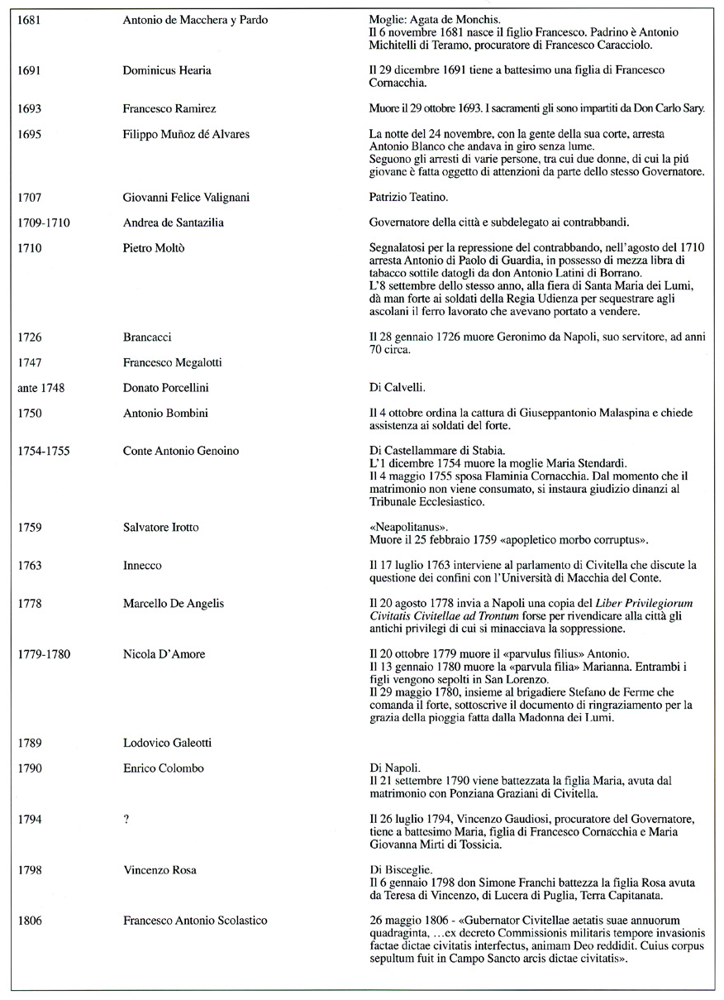 1681 Antonio de Macchera y Pardo Moglie: Agata de Monchis.
Il 6 novembre 1681 nasce il figlio Francesco. Padrino è Antonio
Michitelli di Teramo, procuratore di Francesco Caracciolo.
1691 Dominicus Hearia Il 29 dicembre 1691 tiene a battesimo una figlia di Francesco
Cornacchia.
1693 Francesco Ramirez Muore il 29 ottobre 1693. I sacramenti gli sono impartiti da Don Carlo Sary.
1695 Filippo Muñoz dé Alvares La notte del 24 novembre, con la gente della sua corte, arresta
Antonio Blanco che andava in giro senza lume.
Seguono gli arresti di varie persone, tra cui due donne, di cui la piú
giovane è fatta oggetto di attenzioni da parte dello stesso Governatore.
1707 Giovanni Felice Valignani Patrizio Teatino.
1709-1710 Andrea de Santazilia Governatore della città e subdelegato ai contrabbandi.
1710 Pietro Moltò Segnalatosi per la repressione del contrabbando, nell'agosto del 1710
arresta Antonio di Paolo di Guardia, in possesso di mezza libra di
tabacco sottile datogli da don Antonio Latini di Borrano.
L'8 settembre dello stesso anno, alla fiera di Santa Maria dei Lumi,
dà man forte ai soldati della Regia Udienza per sequestrare agli
ascolani il ferro lavorato che avevano portato a vendere.
1726 Brancacci Il 28 gennaio 1726 muore Geronimo da Napoli, suo servitore, ad anni
70 circa.
1747 Francesco Megalotti
ante 1748 Donato Porcellini Di Calvelli.
1750 Antonio Bombini Il 4 ottobre ordina la cattura di Giuseppantonio Malaspina e chiede
assistenza ai soldati del forte.
1754-1755 Conte Antonio Genoino Di Castellammare di Stabia.
L'1 dicembre 1754 muore la moglie Maria Stendardi.
Il 4 maggio 1755 sposa Flaminia Cornacchia. Dal momento che il
matrimonio non viene consumato, si instaura giudizio dinanzi al
Tribunale Ecclesiastico.
1759 Salvatore Irotto «Neapolitanus».
Muore il 25 febbraio 1759 «apopletico morbo corruptus».
1763 Innecco Il 17 luglio 1763 interviene al parlamento di Civitella che discute la
questione dei confini con l'Università di Macchia del Conte.
1778 Marcello De Angelis Il 20 agosto 1778 invia a Napoli una copia del Liber Privilegiorum
Civitatis Civitellae ad Trontum forse per rivendicare alla città gli
antichi privilegi di cui si minacciava la soppressione.
1779-1780 Nicola D'Amore Il 20 ottobre 1779 muore il «parvulus filius» Antonio.
Il 13 gennaio 1780 muore la «parvula filia» Marianna. Entrambi i
figli vengono sepolti in San Lorenzo.
Il 29 maggio 1780, insieme al brigadiere Stefano de Ferme che
comanda il forte, sottoscrive il documento di ringraziamento per la
grazia della pioggia fatta dalla Madonna dei Lumi.
1789 Lodovico Galeotti
1790 Enrico Colombo Di Napoli.
Il 21 settembre 1790 viene battezzata la figlia Maria, avuta dal
matrimonio con Ponziana Graziani di Civitella.
1794 ? Il 26 luglio 1794, Vincenzo Gaudiosi, procuratore del Governatore,
tiene a battesimo Maria, figlia di Francesco Cornacchia e Maria
Giovanna Mirti di Tossicia.
1798 Vincenzo Rosa Di Bisceglie.
Il 6 gennaio 1798 don Simone Franchi battezza la figlia Rosa avuta
da Teresa di Vincenzo, di Lucera di Puglia, Terra Capitanata.
1806 Francesco Antonio Scolastico 26 maggio 1806 - «Gubernator Civitellae aetatis suae annuorum
quadraginta, …ex decreto Commissionis militaris tempore invasionis
factae dictae civitatis interfectus, animam Deo reddidit. Cuius corpus
sepultum fuit in Campo Sancto arcis dictae civitatis».